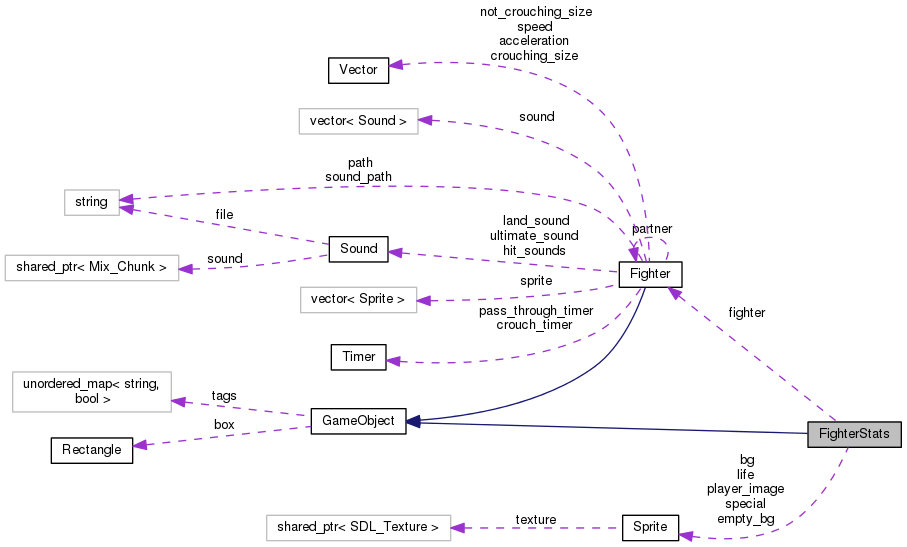 not_crouching_size
speed
acceleration
crouching_size
Vector
vector< Sound >
sound
path
sound_path
string
file
land_sound
ultimate_sound
hit_sounds
partner
Sound
shared_ptr< Mix_Chunk >
sound
Fighter
sprite
vector< Sprite >
pass_through_timer
crouch_timer
fighter
Timer
unordered_map< string,
bool >
tags
GameObject
box
Rectangle
FighterStats
bg
life
player_image
special
empty_bg
shared_ptr< SDL_Texture >
texture
Sprite